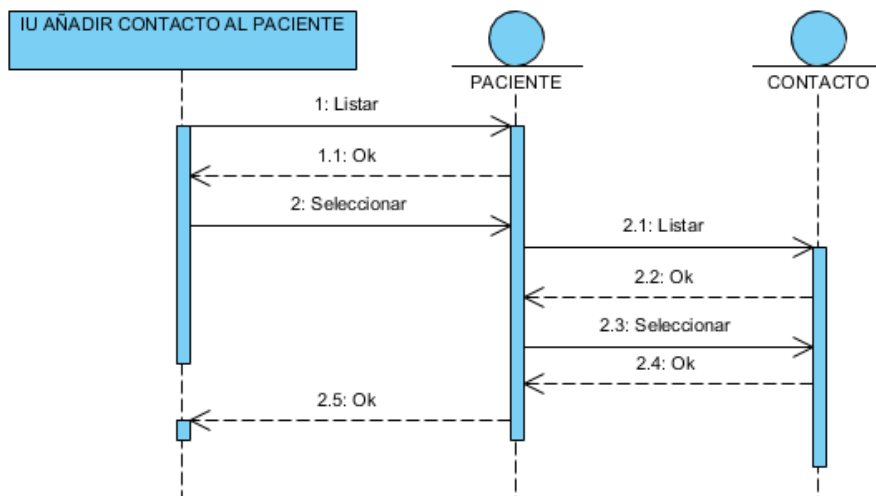 IU AÑADIR CONTACTO AL PACIENTE
PACIENTE
CONTACTO
1: Listar
1.1: Ok
2: Seleccionar
2.1: Listar
2.2: Ok
2.3: Seleccionar
2.4: Ok
2.5: Ok